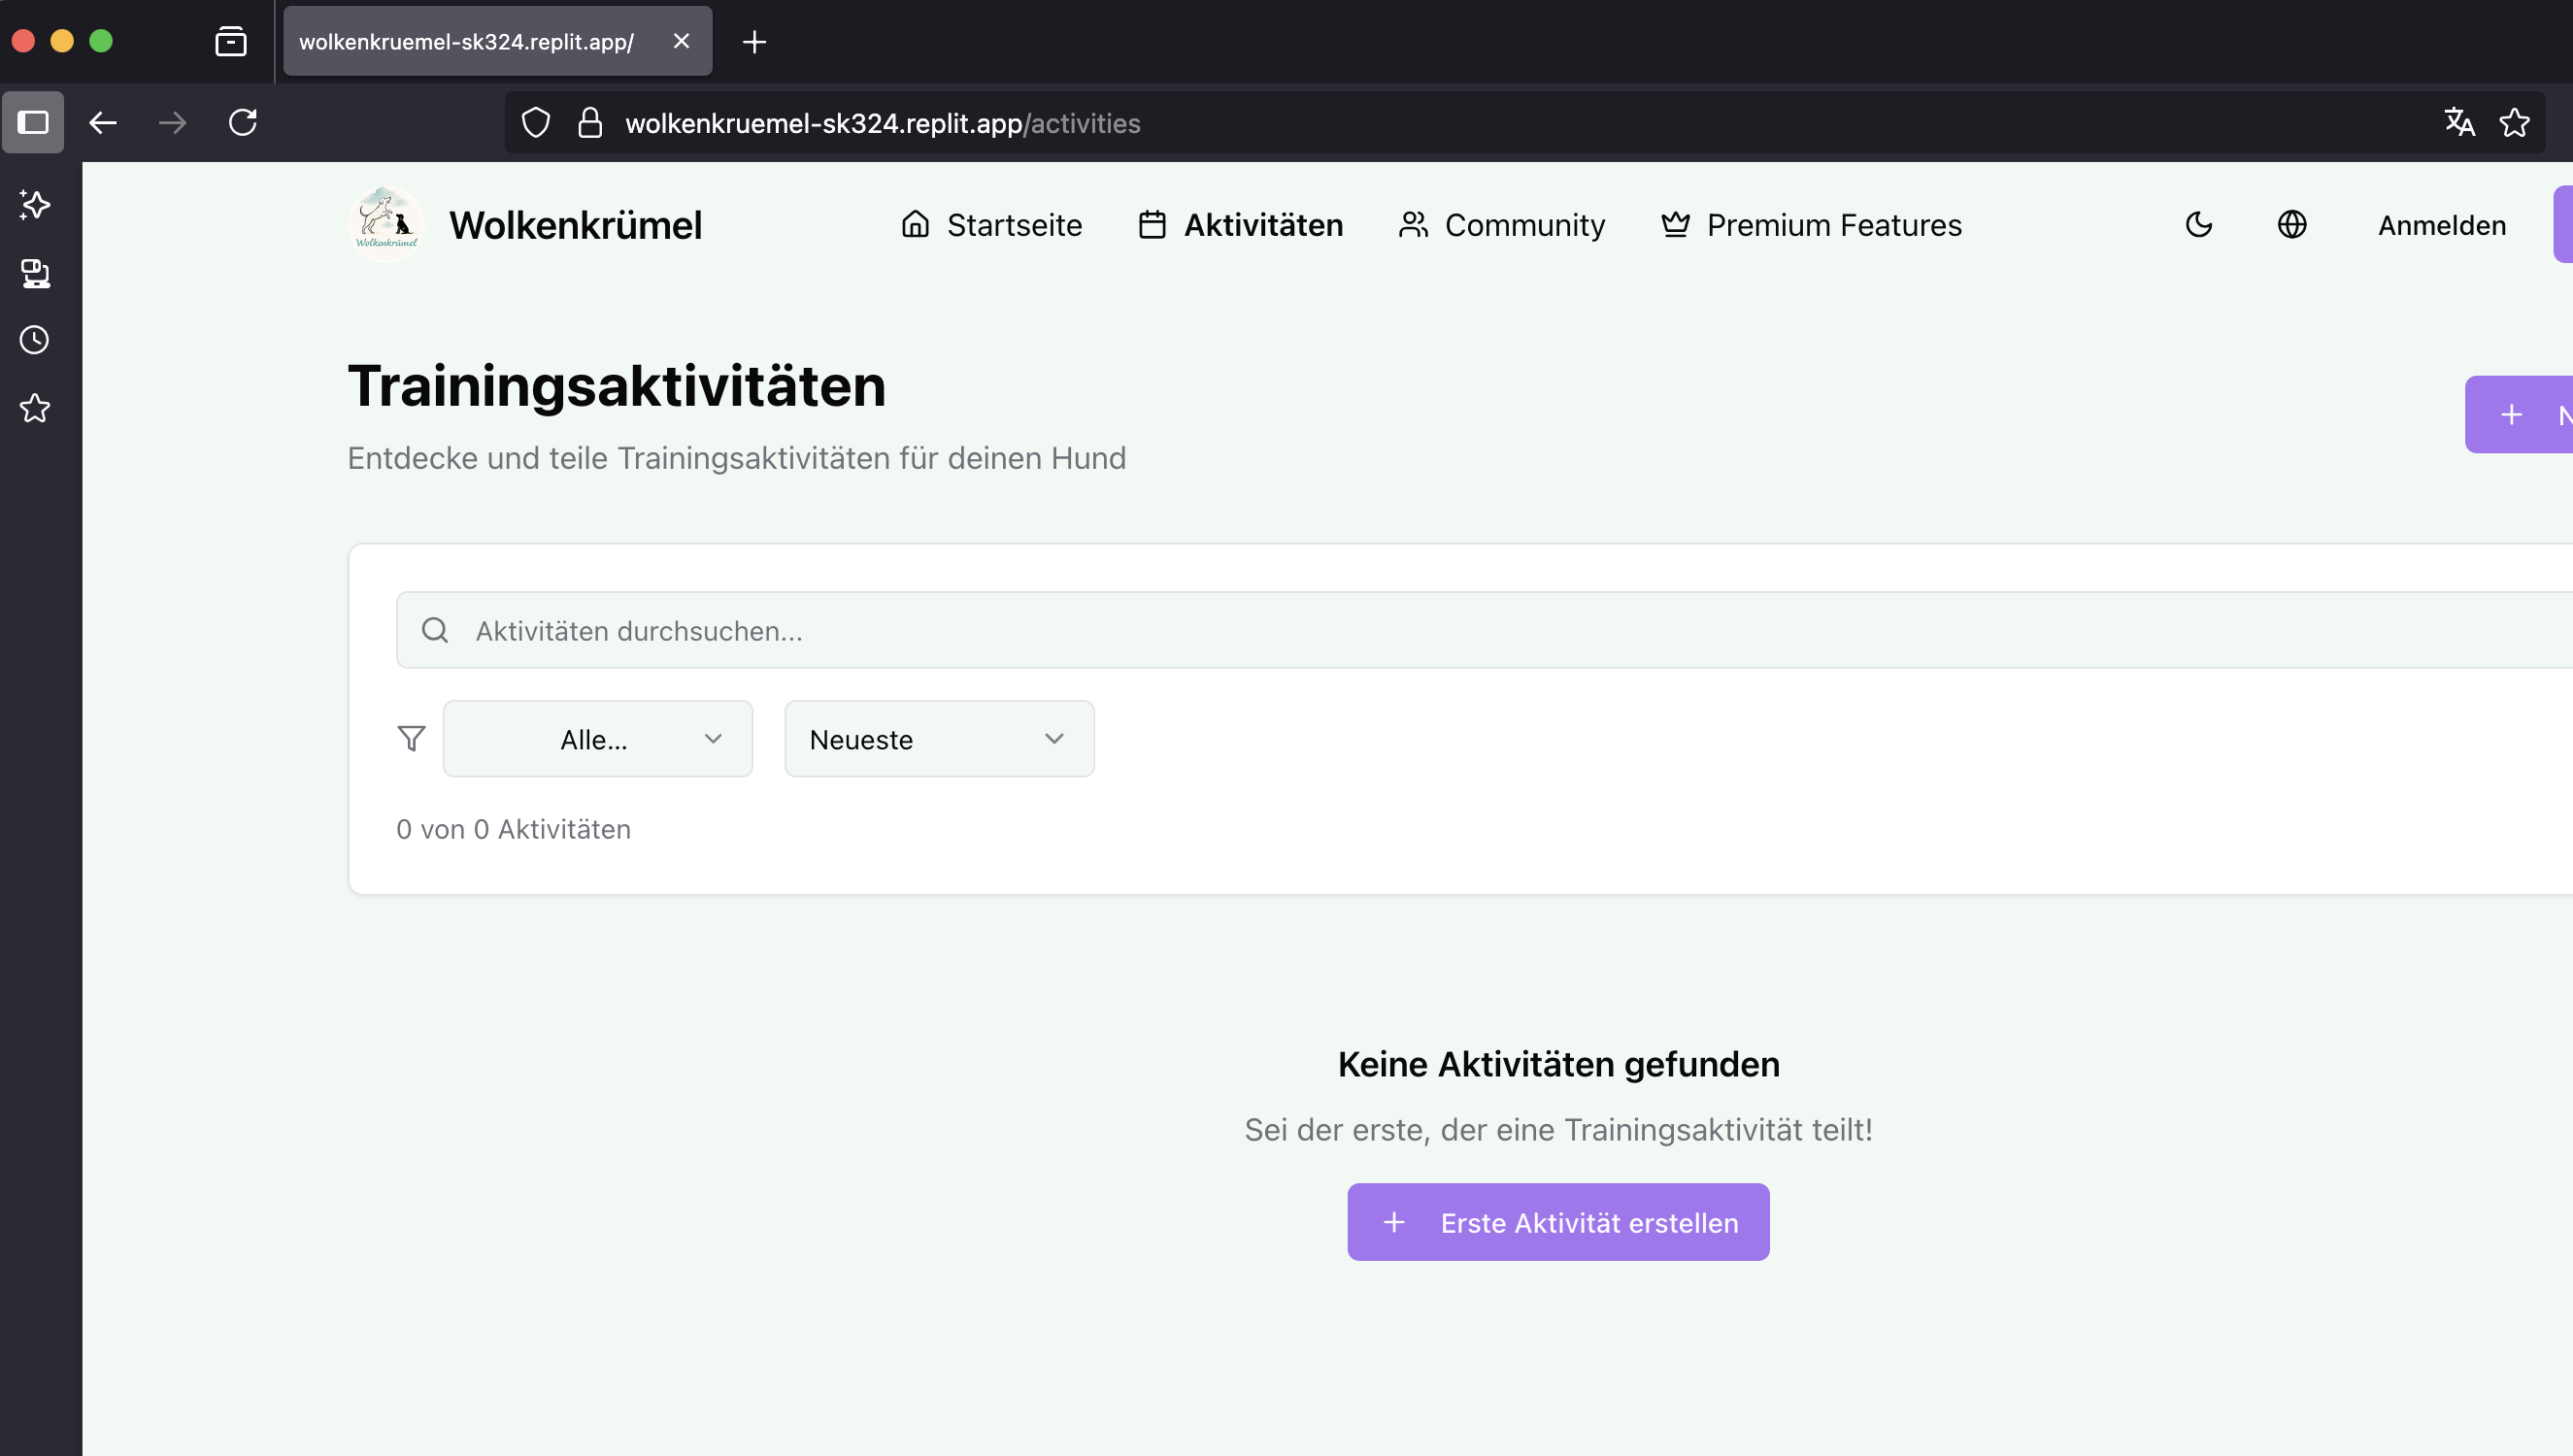 wolkenkruemel-sk324.replit.app/
wolkenkruemel-sk324.replit.app/activities
Wolkenkrümel
Wolkenkrümel
Startseite
Aktivitäten
Community
Premium Features
Anmelden
Trainingsaktivitäten
Entdecke und teile Trainingsaktivitäten für deinen Hund
Aktivitäten durchsuchen...
Alle...
Neueste
0 von 0 Aktivitäten
Keine Aktivitäten gefunden
Sei der erste, der eine Trainingsaktivität teilt!
Erste Aktivität erstellen